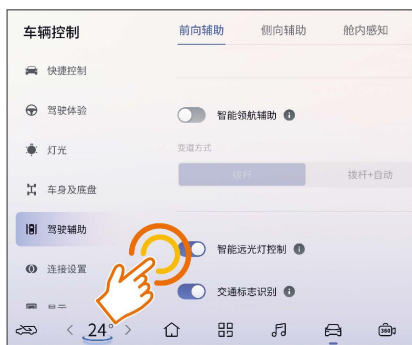 车辆控制
前向辅助 侧向辅助 舱内感知
快捷控制
驾驶体验
智能领航辅助
灯光
变道方式
拨杆 拨杆+自动
车身及底盘
驾驶辅助
智能远光灯控制
连接设置
交通标志识别
显示
< 24° >
360